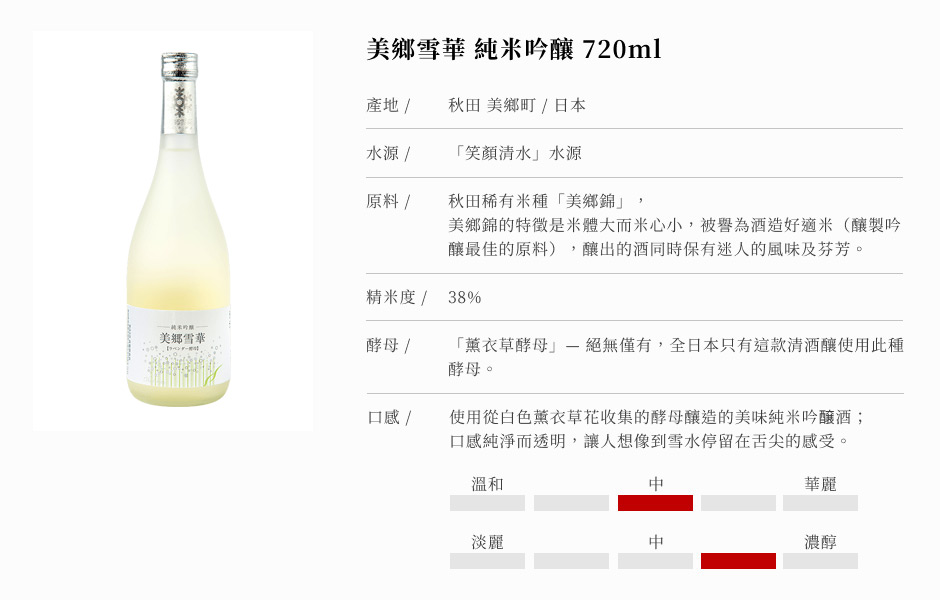 美鄉雪華 純米吟釀 720ml
產地 / 秋田 美鄉町 / 日本
水源 / 「笑顏清水」水源
原料 / 秋田稀有米種「美鄉錦」，
美鄉錦的特徵是米體大而米心小，被譽為酒造好適米（釀製吟
釀最佳的原料），釀出的酒同時保有迷人的風味及芬芳。
精米度 / 38%
酵母 / 「薰衣草酵母」— 絕無僅有，全日本只有這款清酒釀使用此種
酵母。
口感 / 使用從白色薰衣草花收集的酵母釀造的美味純米吟釀酒；
口感純淨而透明，讓人想像到雪水停留在舌尖的感受。
溫和 中 華麗
淡麗 中 濃醇
純米吟釀
美郷雪華